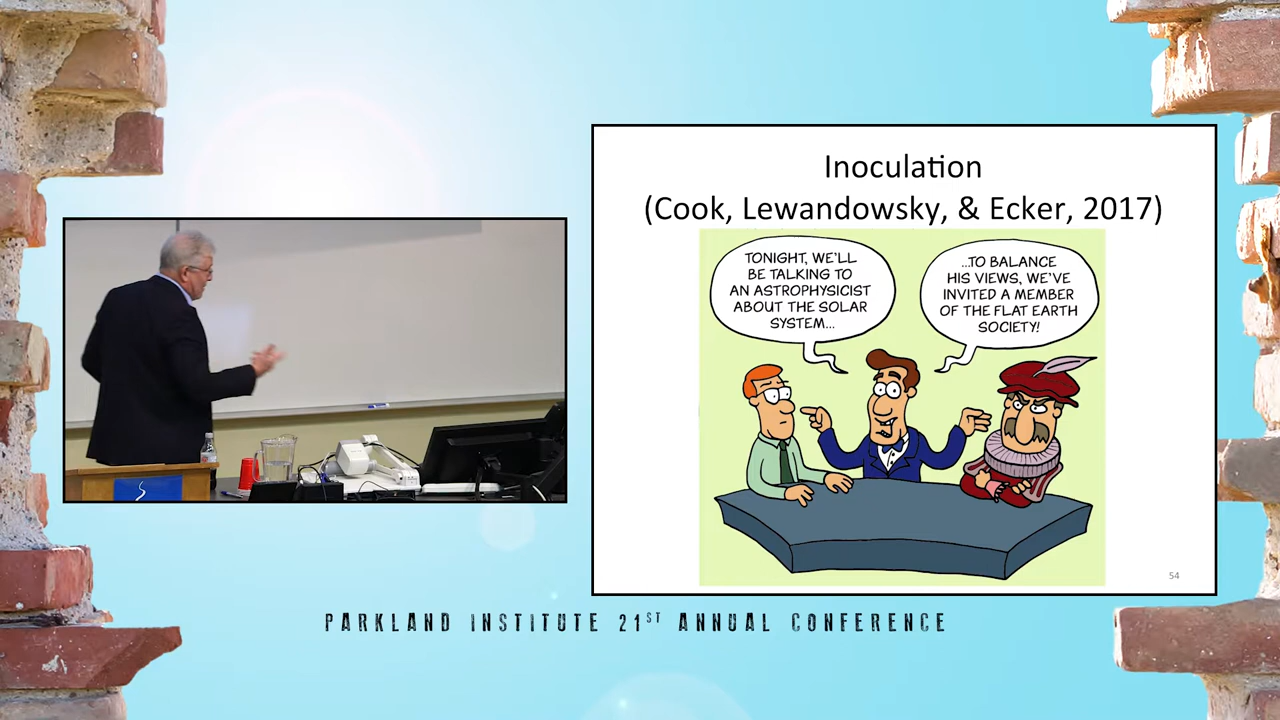 Inoculation
(Cook, Lewandowsky, & Ecker, 2017)
TONIGHT, WE'LL
BE TALKING TO
AN ASTROPHYSICIST
ABOUT THE SOLAR
SYSTEM...
...TO BALANCE
HIS VIEWS, WE'VE
INVITED A MEMBER
OF THE FLAT EARTH
SOCIETY!
54
PARKLAND INSTITUTE 21ST ANNUAL CONFERENCE